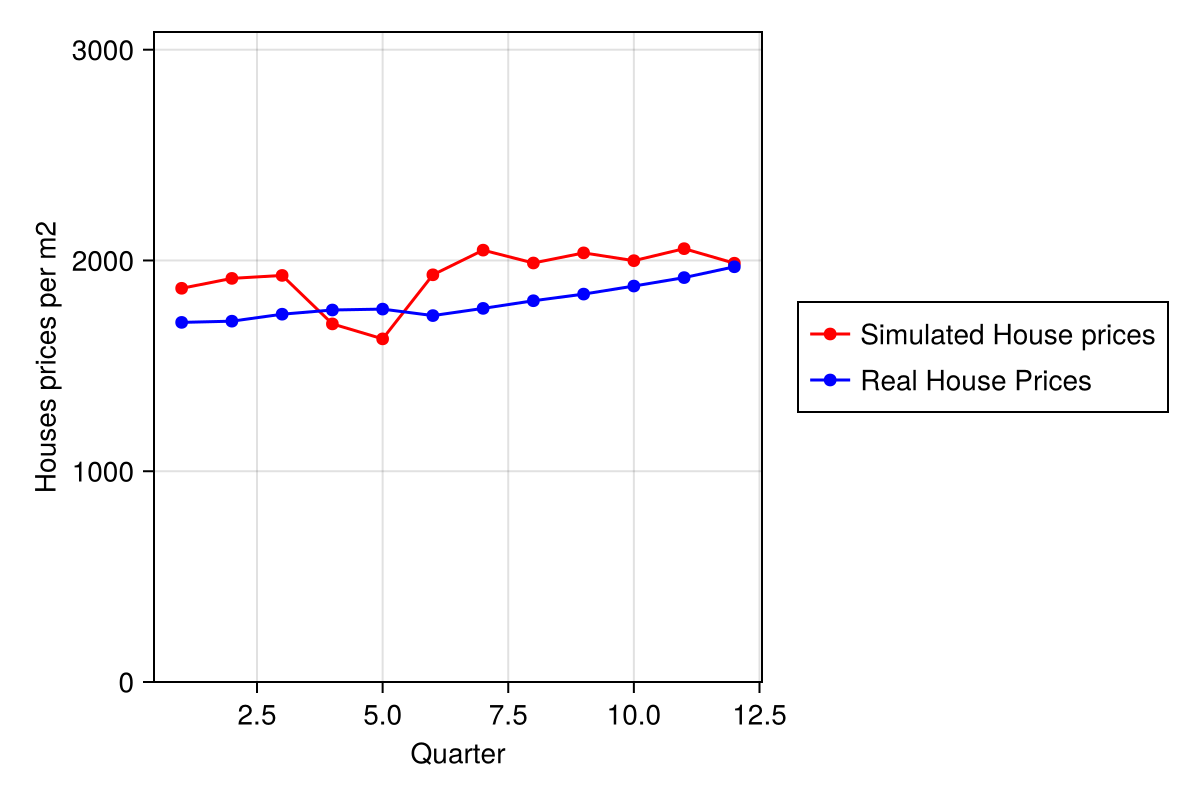 3000
2000
1000
0
Houses prices per m2
2.5 5.0 7.5 10.0 12.5
Quarter
Simulated House prices
Real House Prices